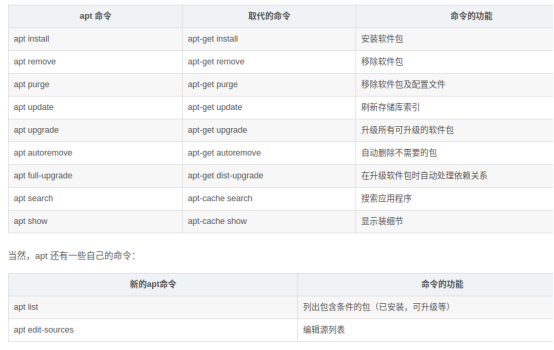 apt 命令 取代的命令 命令的功能
apt install apt-get install 安装软件包
apt remove apt-get remove 移除软件包
apt purge apt-get purge 移除软件包及配置文件
apt update apt-get update 刷新存储库索引
apt upgrade apt-get upgrade 升级所有可升级的软件包
apt autoremove apt-get autoremove 自动删除不需要的包
apt full-upgrade apt-get dist-upgrade 在升级软件包时自动处理依赖关系
apt search apt-cache search 搜索应用程序
apt show apt-cache show 显示装细节
当然，apt 还有一些自己的命令：
新的apt命令 命令的功能
apt list 列出包含条件的包（已安装，可升级等）
apt edit-sources 编辑源列表